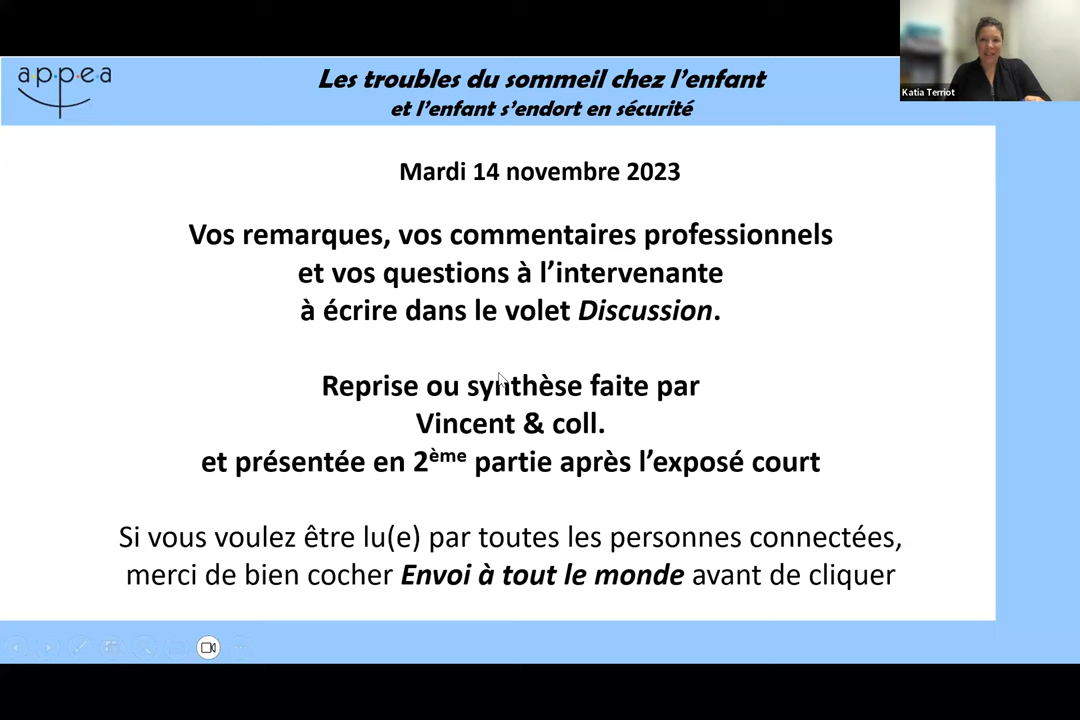 appea
Les troubles du sommeil chez l'enfant
et l'enfant s'endort en sécurité
Katia Terriot
Mardi 14 novembre 2023
Vos remarques, vos commentaires professionnels
et vos questions à l'intervenante
à écrire dans le volet Discussion.
Reprise ou synthèse faite par
Vincent & coll.
et présentée en 2ème partie après l'exposé court
Si vous voulez être lu(e) par toutes les personnes connectées,
merci de bien cocher Envoi à tout le monde avant de cliquer